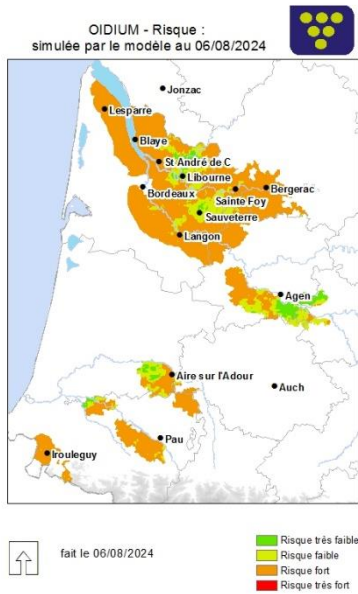 OIDIUM - Risque :
simulée par le modèle au 06/08/2024
Jonzac
Lesparre
Blaye
St André de C
Libourne
Bergerac
Bordeaux
Sainte Foy
Sauveterre
Langon
Agen
Aire sur l'Adour
Auch
Pau
Irouleguy
fait le 06/08/2024
Risque très faible
Risque faible
Risque fort
Risque très fort